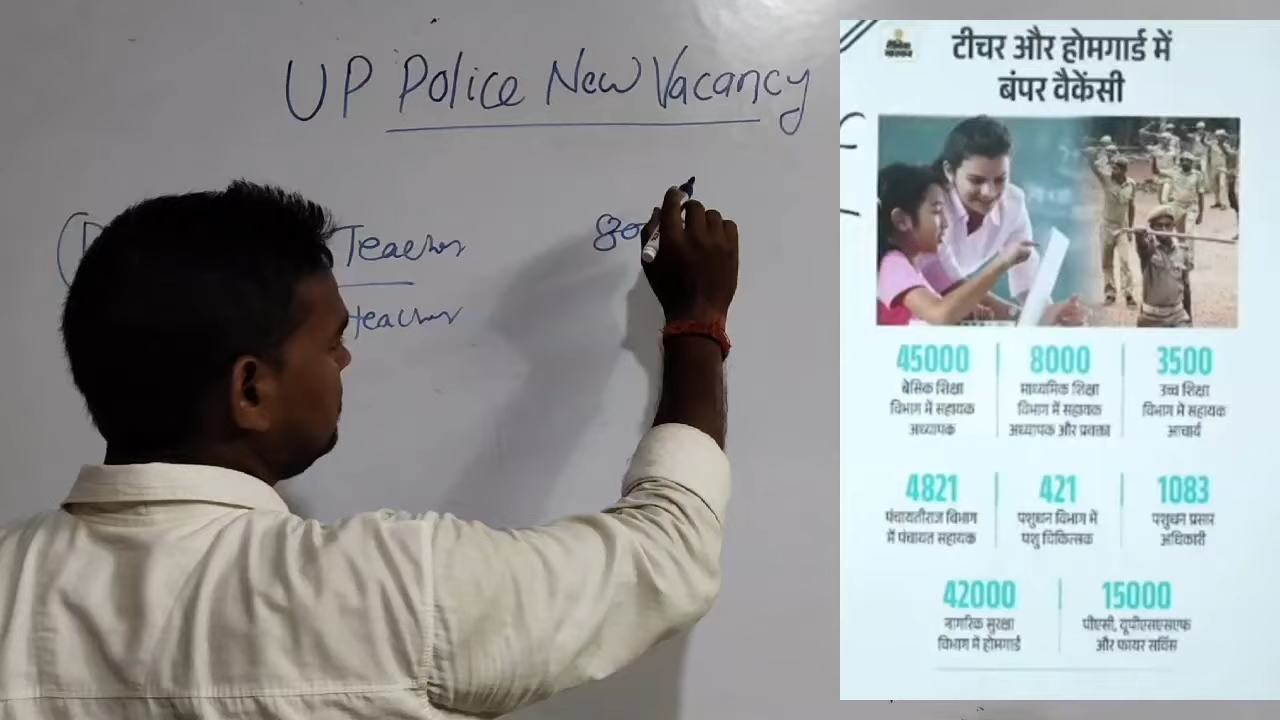 UP Police New Vacancy
Teacher
teacher
80
टीचर और होमगार्ड में
बंपर वैकेंसी
दैनिक
भास्कर
45000
बेसिक शिक्षा
विभाग में सहायक
अध्यापक
8000
माध्यमिक शिक्षा
विभाग में सहायक
अध्यापक और प्रवक्ता
3500
उच्च शिक्षा
विभाग में सहायक
आचार्य
4821
पंचायतीराज विभाग
में पंचायत सहायक
421
पशुधन विभाग में
पशु चिकित्सक
1083
पशुधन प्रसार
अधिकारी
42000
नागरिक सुरक्षा
विभाग में होमगार्ड
15000
पीएसी, यूपीएसएसएफ
और फायर सर्विस